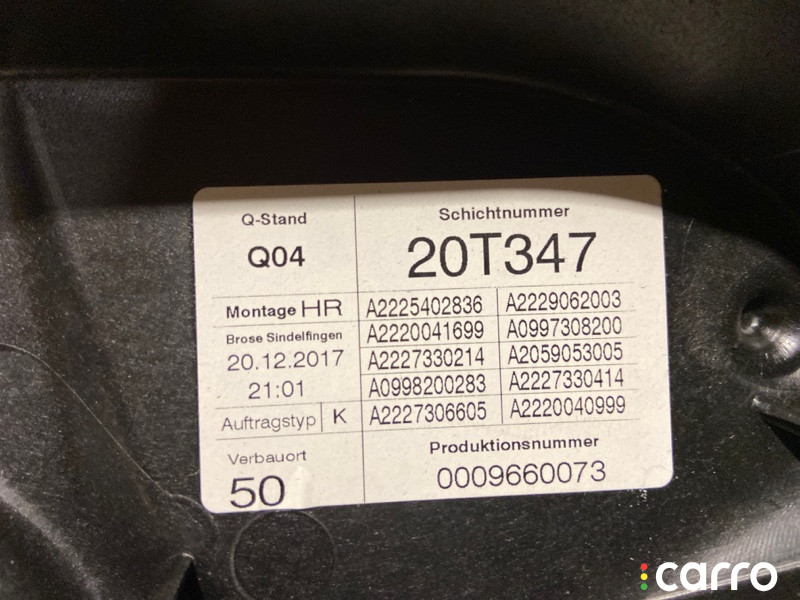 Q-Stand
Q04
Schichtnummer
20T347
Montage HR
Brose Sindelfingen
20.12.2017
21:01
Auftragstyp K
A2225402836 A2229062003
A2220041699 A0997308200
A2227330214 A2059053005
A0998200283 A2227330414
A2227306605 A2220040999
Verbauort
50
Produktionsnummer
0009660073
carro